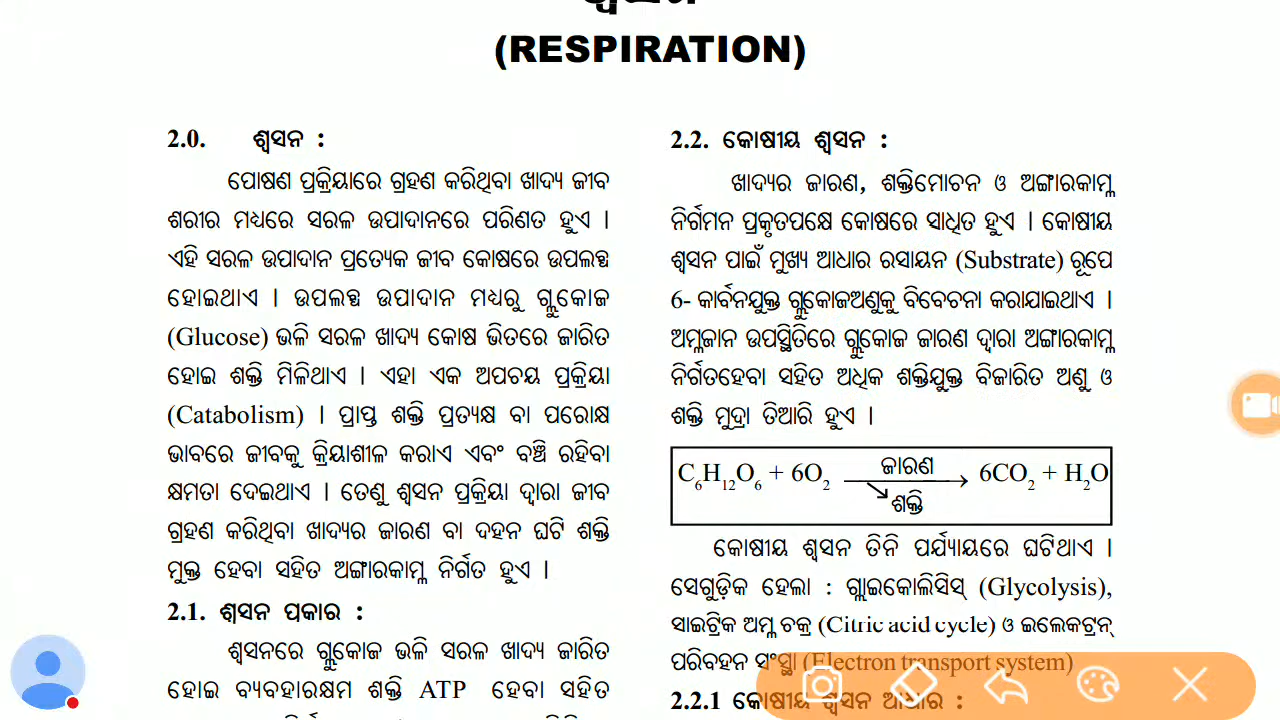 (RESPIRATION)
2.0. ଶ୍ୱସନ :
ପୋଷଣ ପ୍ରକ୍ରିୟାରେ ଗ୍ରହଣ କରିଥିବା ଖାଦ୍ୟ ଜୀବ
ଶରୀର ମଧ୍ୟରେ ସରଳ ଉପାଦାନରେ ପରିଣତ ହୁଏ ।
ଏହି ସରଳ ଉପାଦାନ ପ୍ରତ୍ୟେକ ଜୀବ କୋଷରେ ଉପଲବ୍ଧ
ହୋଇଥାଏ । ଉପଲବ୍ଧ ଉପାଦାନ ମଧ୍ୟରୁ ଗ୍ଲୁକୋଜ
(Glucose) ଭଳି ସରଳ ଖାଦ୍ୟ କୋଷ ଭିତରେ ଜାରିତ
ହୋଇ ଶକ୍ତି ମିଳିଥାଏ । ଏହା ଏକ ଅପଚୟ ପ୍ରକ୍ରିୟା
(Catabolism) । ପ୍ରାପ୍ତ ଶକ୍ତି ପ୍ରତ୍ୟକ୍ଷ ବା ପରୋକ୍ଷ
ଭାବରେ ଜୀବକୁ କ୍ରିୟାଶୀଳ କରାଏ ଏବଂ ବଞ୍ଚି ରହିବା
କ୍ଷମତା ଦେଇଥାଏ । ତେଣୁ ଶ୍ୱସନ ପ୍ରକ୍ରିୟା ଦ୍ୱାରା ଜୀବ
ଗ୍ରହଣ କରିଥିବା ଖାଦ୍ୟର ଜାରଣ ବା ଦହନ ଘଟି ଶକ୍ତି
ମୁକ୍ତ ହେବା ସହିତ ଅଙ୍ଗାରକାମ୍ଳ ନିର୍ଗତ ହୁଏ ।
2.1. ଶ୍ୱସନ ପ୍ରକାର :
ଶ୍ୱସନରେ ଗ୍ଲୁକୋଜ ଭଳି ସରଳ ଖାଦ୍ୟ ଜାରିତ
ହୋଇ ବ୍ୟବହାରକ୍ଷମ ଶକ୍ତି ATP ହେବା ସହିତ
2.2. କୋଷୀୟ ଶ୍ୱସନ :
ଖାଦ୍ୟର ଜାରଣ, ଶକ୍ତିମୋଚନ ଓ ଅଙ୍ଗାରକାମ୍ଳ
ନିର୍ଗମନ ପ୍ରକୃତପକ୍ଷେ କୋଷରେ ସାଧିତ ହୁଏ । କୋଷୀୟ
ଶ୍ୱସନ ପାଇଁ ମୁଖ୍ୟ ଆଧାର ରସାୟନ (Substrate) ରୂପେ
6- କାର୍ବନଯୁକ୍ତ ଗ୍ଲୁକୋଜଅଣୁକୁ ବିବେଚନା କରାଯାଇଥାଏ ।
ଅମ୍ଳଜାନ ଉପସ୍ଥିତିରେ ଗ୍ଲୁକୋଜ ଜାରଣ ଦ୍ୱାରା ଅଙ୍ଗାରକାମ୍ଳ
ନିର୍ଗତହେବା ସହିତ ଅଧିକ ଶକ୍ତିଯୁକ୍ତ ବିଜାରିତ ଅଣୁ ଓ
ଶକ୍ତି ମୁଦ୍ରା ତିଆରି ହୁଏ ।
ଜାରଣ
C₆H₁₂O₆ + 6O₂ ⟶ 6CO₂ + H₂O
ଶକ୍ତି
କୋଷୀୟ ଶ୍ୱସନ ତିନି ପର୍ଯ୍ୟାୟରେ ଘଟିଥାଏ ।
ସେଗୁଡ଼ିକ ହେଲା : ଗ୍ଲାଇକୋଲିସିସ୍ (Glycolysis),
ସାଇଟ୍ରିକ ଅମ୍ଳ ଚକ୍ର (Citric acid cycle) ଓ ଇଲେକଟ୍ରନ୍
ପରିବହନ ସଂସ୍ଥା (Electron transport system)
2.2.1 କୋଷୀୟ ଶ୍ୱସନ ଆଧାର :